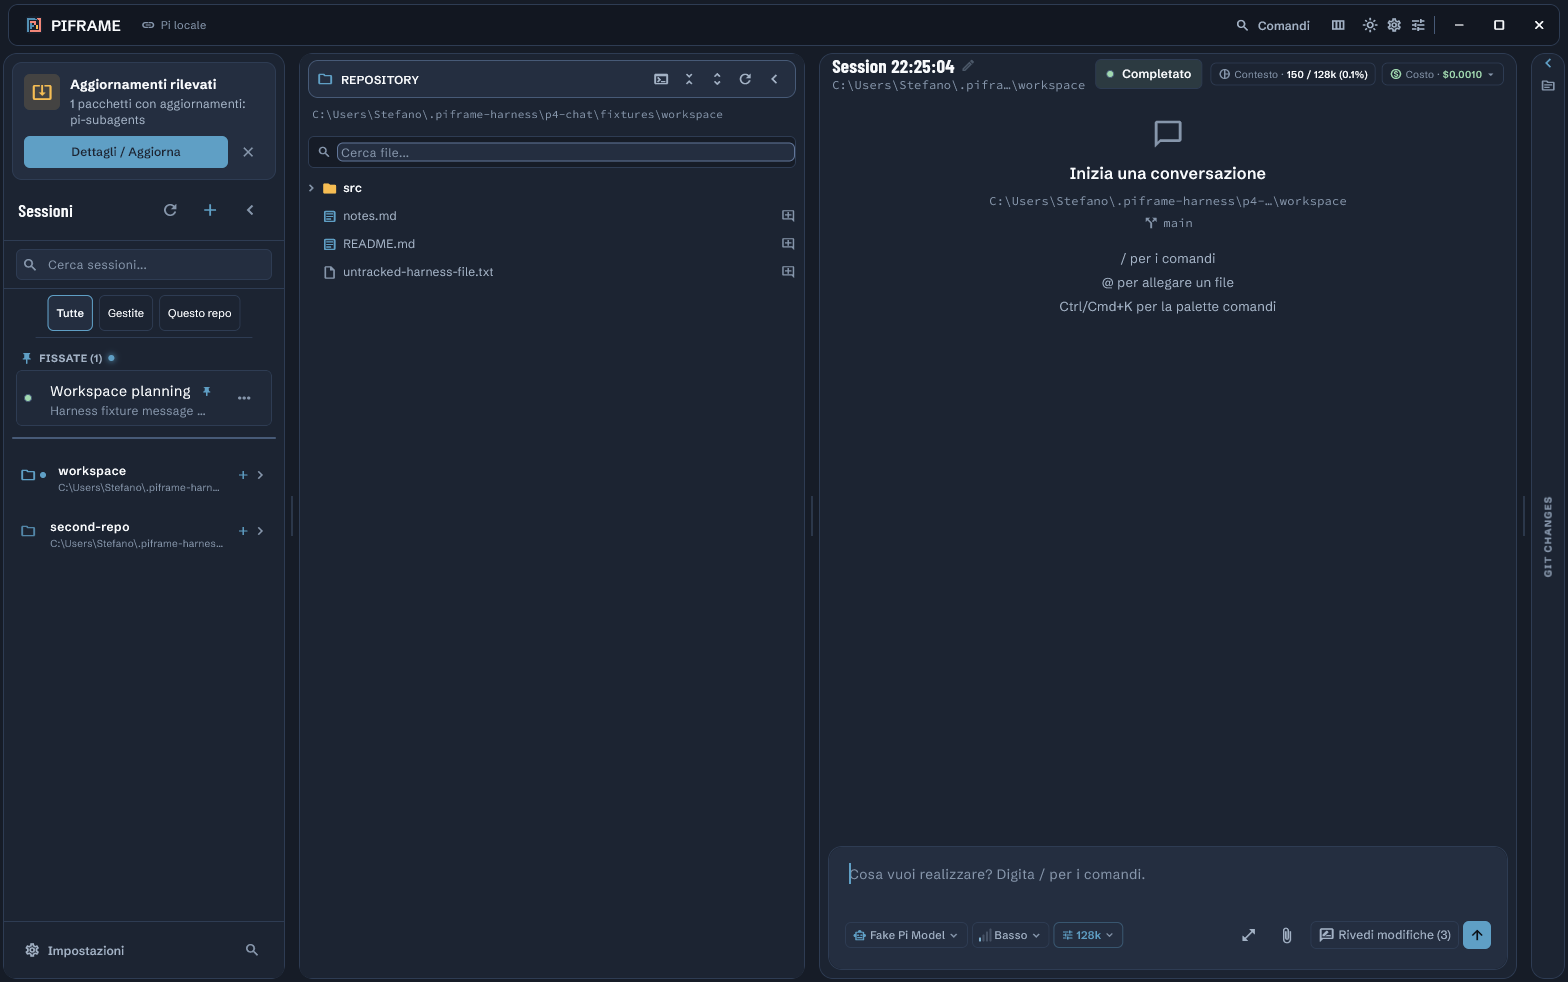 PIFRAME
Pi locale
Comandi
Aggiornamenti rilevati
1 pacchetti con aggiornamenti:
pi-subagents
Dettagli / Aggiorna
Sessioni
Cerca sessioni...
Tutte
Gestite
Questo repo
FISSATE (1)
Workspace planning
Harness fixture message ...
workspace
C:\Users\Stefano\.piframe-harn...
second-repo
C:\Users\Stefano\.piframe-harnes...
Impostazioni
REPOSITORY
C:\Users\Stefano\.piframe-harness\p4-chat\fixtures\workspace
Cerca file...
src
notes.md
README.md
untracked-harness-file.txt
Session 22:25:04
C:\Users\Stefano\.pifra…\workspace
Completato
Contesto · 150 / 128k (0.1%)
Costo · $0.0010
Inizia una conversazione
C:\Users\Stefano\.piframe-harness\p4-…\workspace
main
/ per i comandi
@ per allegare un file
Ctrl/Cmd+K per la palette comandi
Cosa vuoi realizzare? Digita / per i comandi.
Fake Pi Model
Basso
128k
Rivedi modifiche (3)
GIT CHANGES